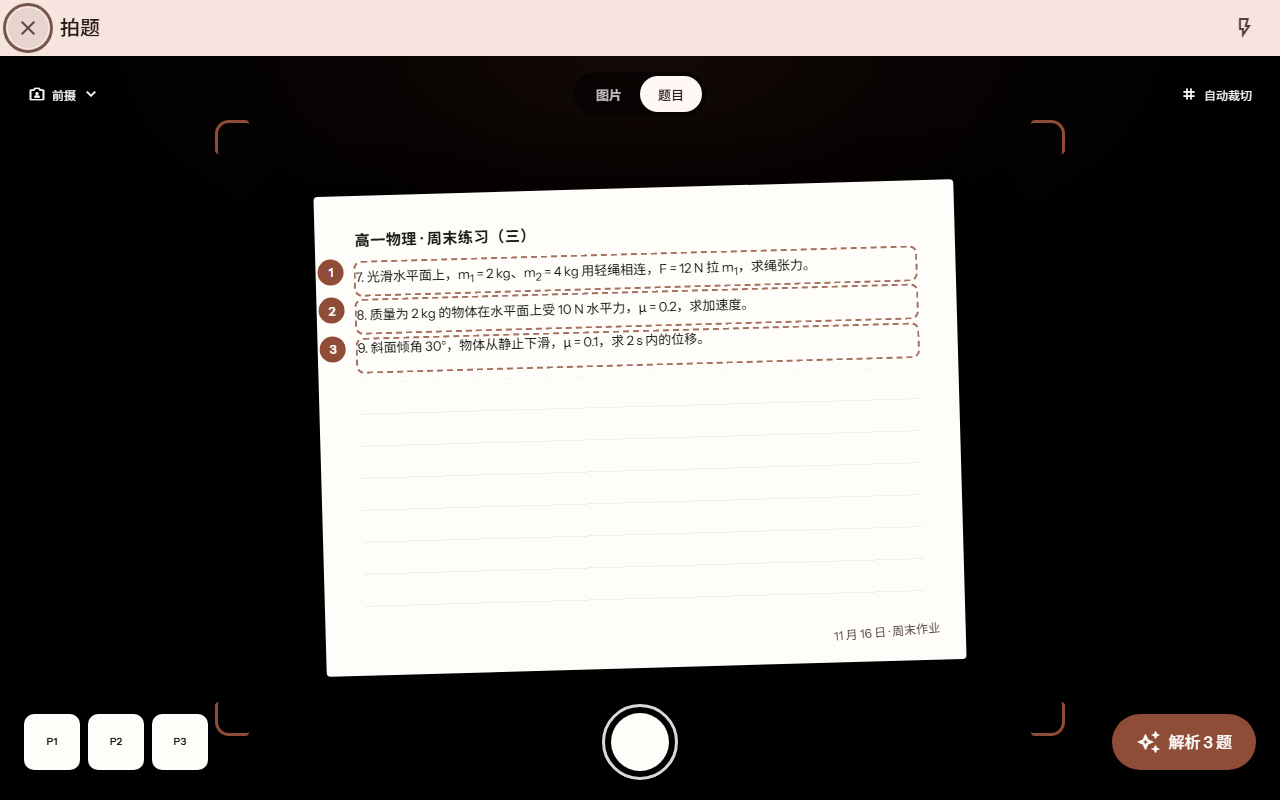 拍题
前摄
图片
题目
自动裁切
高一物理·周末练习（三）
1
7. 光滑水平面上，m₁ = 2 kg、m₂ = 4 kg 用轻绳相连，F = 12 N 拉 m₁，求绳张力。
2
8. 质量为 2 kg 的物体在水平面上受 10 N 水平力，μ = 0.2，求加速度。
3
9. 斜面倾角 30°，物体从静止下滑，μ = 0.1，求 2 s 内的位移。
11 月 16 日·周末作业
P1
P2
P3
解析 3 题